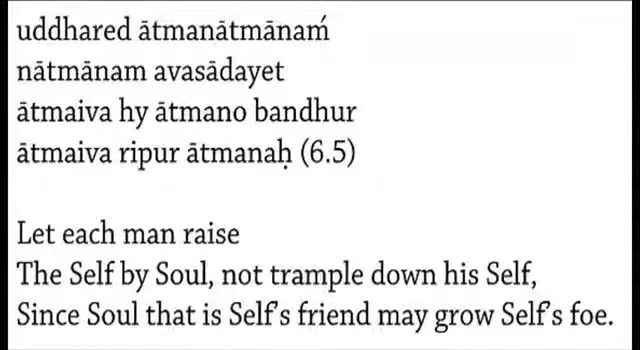 uddhared ātmanātmānaḿ
nātmānam avasādayet
ātmaiva hy ātmano bandhur
ātmaiva ripur ātmanaḥ (6.5)
Let each man raise
The Self by Soul, not trample down his Self,
Since Soul that is Self's friend may grow Self's foe.